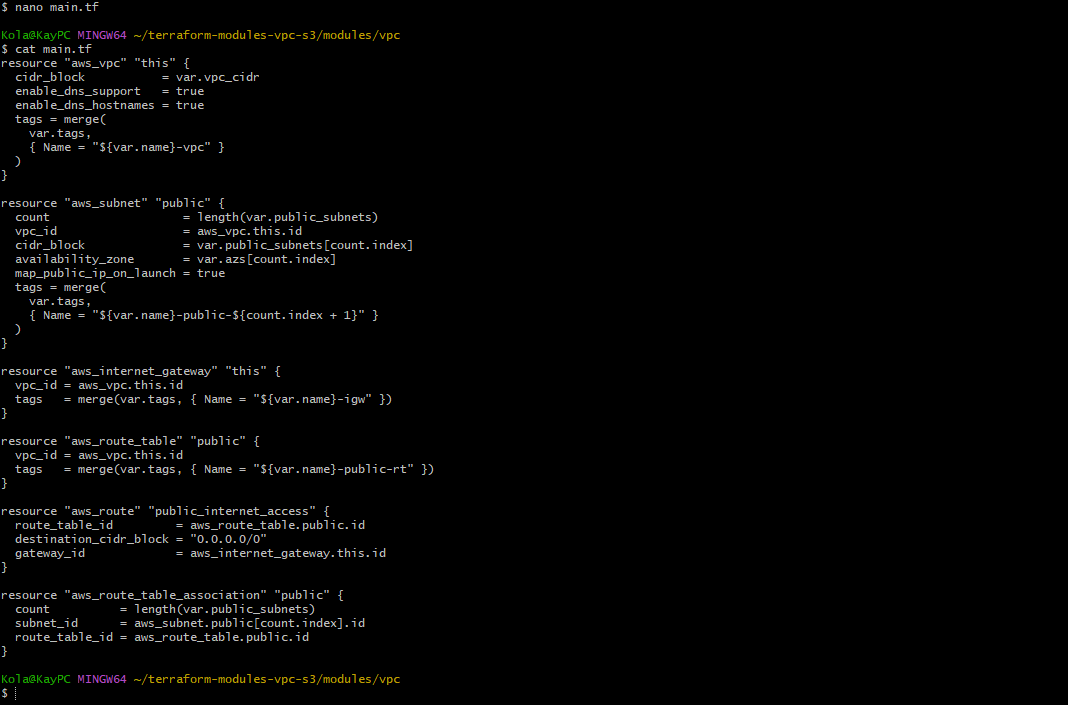 $ nano main.tf
Kola@KayPC MINGW64 ~/terraform-modules-vpc-s3/modules/vpc
$ cat main.tf
resource "aws_vpc" "this" {
  cidr_block           = var.vpc_cidr
  enable_dns_support   = true
  enable_dns_hostnames = true
  tags = merge(
    var.tags,
    { Name = "${var.name}-vpc" }
  )
}

resource "aws_subnet" "public" {
  count                   = length(var.public_subnets)
  vpc_id                  = aws_vpc.this.id
  cidr_block              = var.public_subnets[count.index]
  availability_zone       = var.azs[count.index]
  map_public_ip_on_launch = true
  tags = merge(
    var.tags,
    { Name = "${var.name}-public-${count.index + 1}" }
  )
}

resource "aws_internet_gateway" "this" {
  vpc_id = aws_vpc.this.id
  tags   = merge(var.tags, { Name = "${var.name}-igw" })
}

resource "aws_route_table" "public" {
  vpc_id = aws_vpc.this.id
  tags   = merge(var.tags, { Name = "${var.name}-public-rt" })
}

resource "aws_route" "public_internet_access" {
  route_table_id         = aws_route_table.public.id
  destination_cidr_block = "0.0.0.0/0"
  gateway_id             = aws_internet_gateway.this.id
}

resource "aws_route_table_association" "public" {
  count          = length(var.public_subnets)
  subnet_id      = aws_subnet.public[count.index].id
  route_table_id = aws_route_table.public.id
}

Kola@KayPC MINGW64 ~/terraform-modules-vpc-s3/modules/vpc
$